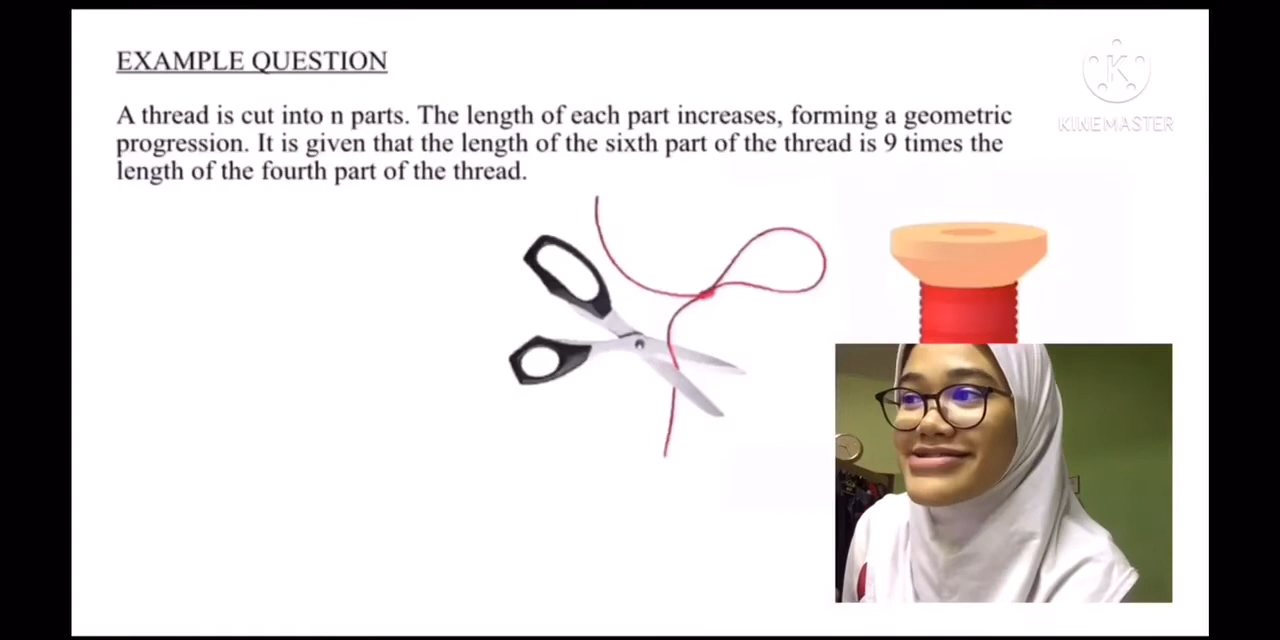 EXAMPLE QUESTION
A thread is cut into n parts. The length of each part increases, forming a geometric
progression. It is given that the length of the sixth part of the thread is 9 times the
length of the fourth part of the thread.
K
KINEMASTER